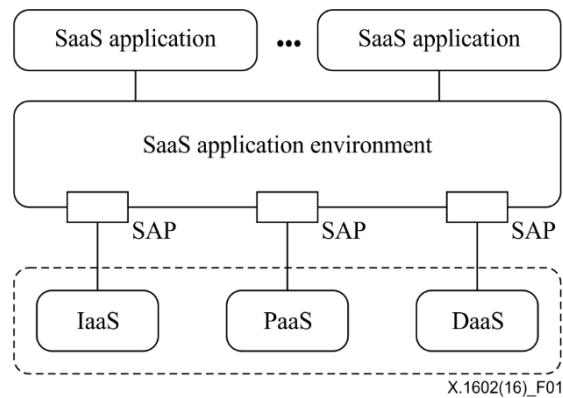 SaaS application ... SaaS application
SaaS application environment
SAP SAP SAP
IaaS PaaS DaaS
X.1602(16)_F01